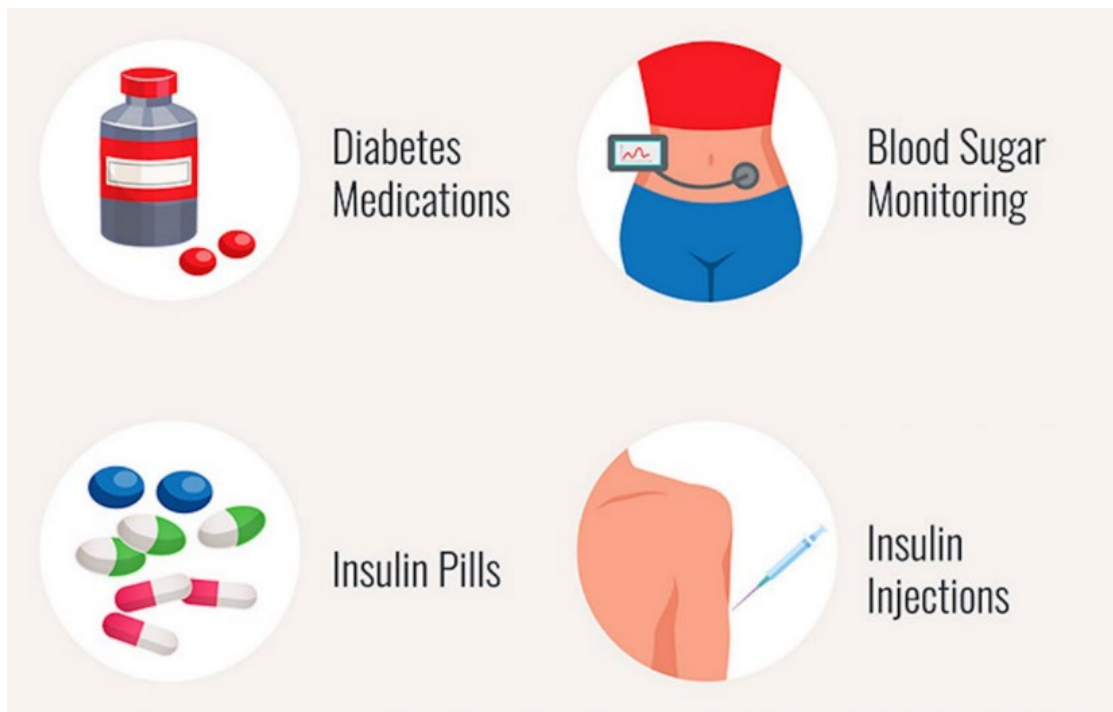 Diabetes
Medications
Blood Sugar
Monitoring
Insulin Pills
Insulin
Injections